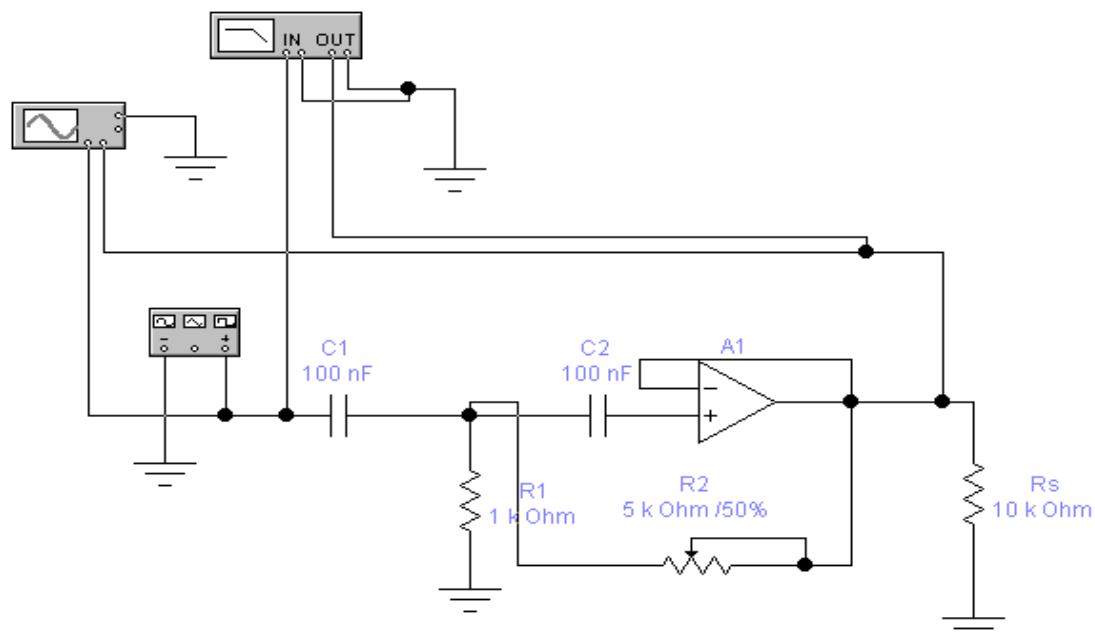 IN OUT
C1
100 nF
C2
100 nF
A1
R1
1 k Ohm
R2
5 k Ohm /50%
Rs
10 k Ohm